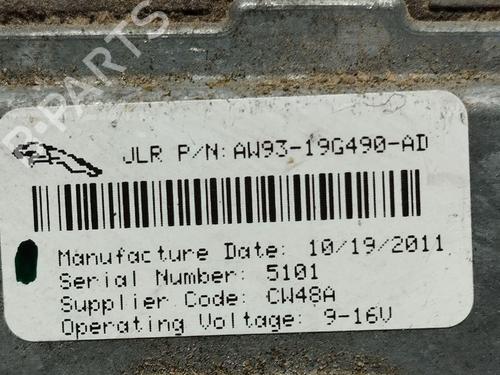 B-PARTS
JLR P/N:AW93-19G490-AD
Manufacture Date: 10/19/2011
Serial Number: 5101
Supplier Code: CW48A
Operating Voltage: 9-16V